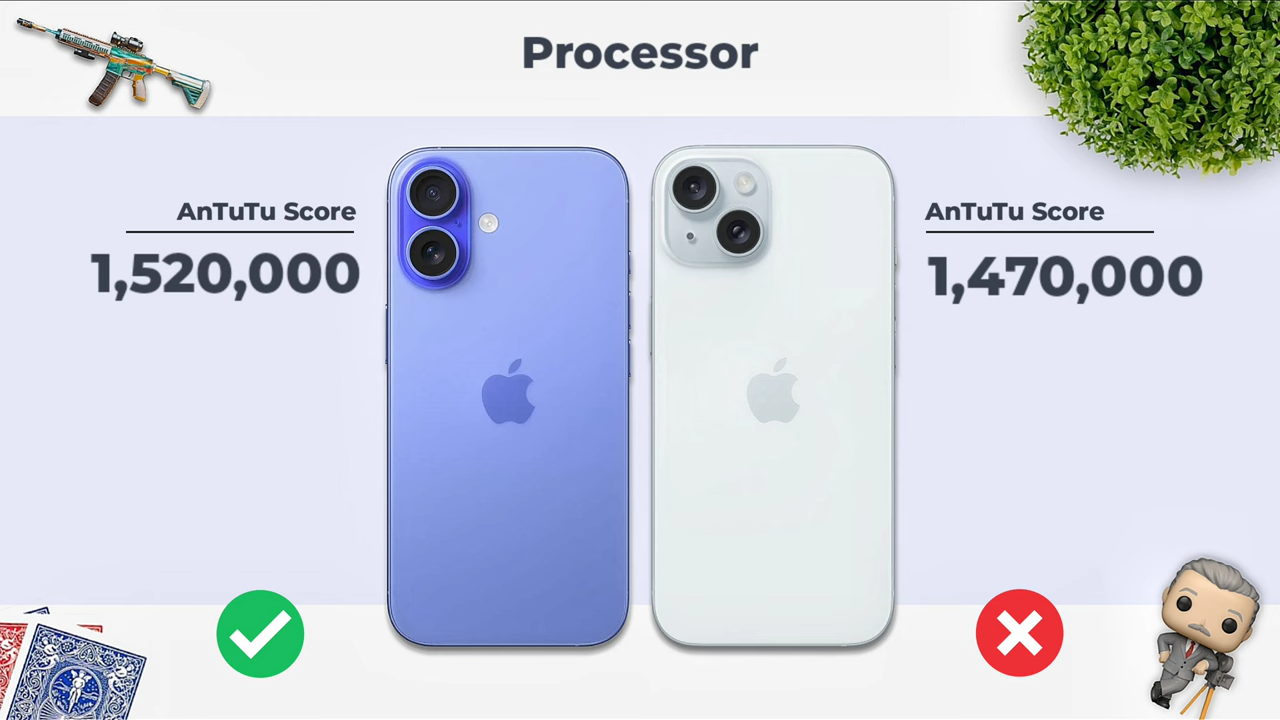 Processor
AnTuTu Score
1,520,000
AnTuTu Score
1,470,000